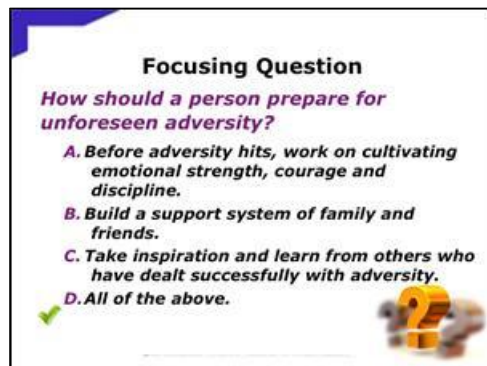 Focusing Question
How should a person prepare for
unforeseen adversity?
A. Before adversity hits, work on cultivating
emotional strength, courage and
discipline.
B. Build a support system of family and
friends.
C. Take inspiration and learn from others who
have dealt successfully with adversity.
D. All of the above.